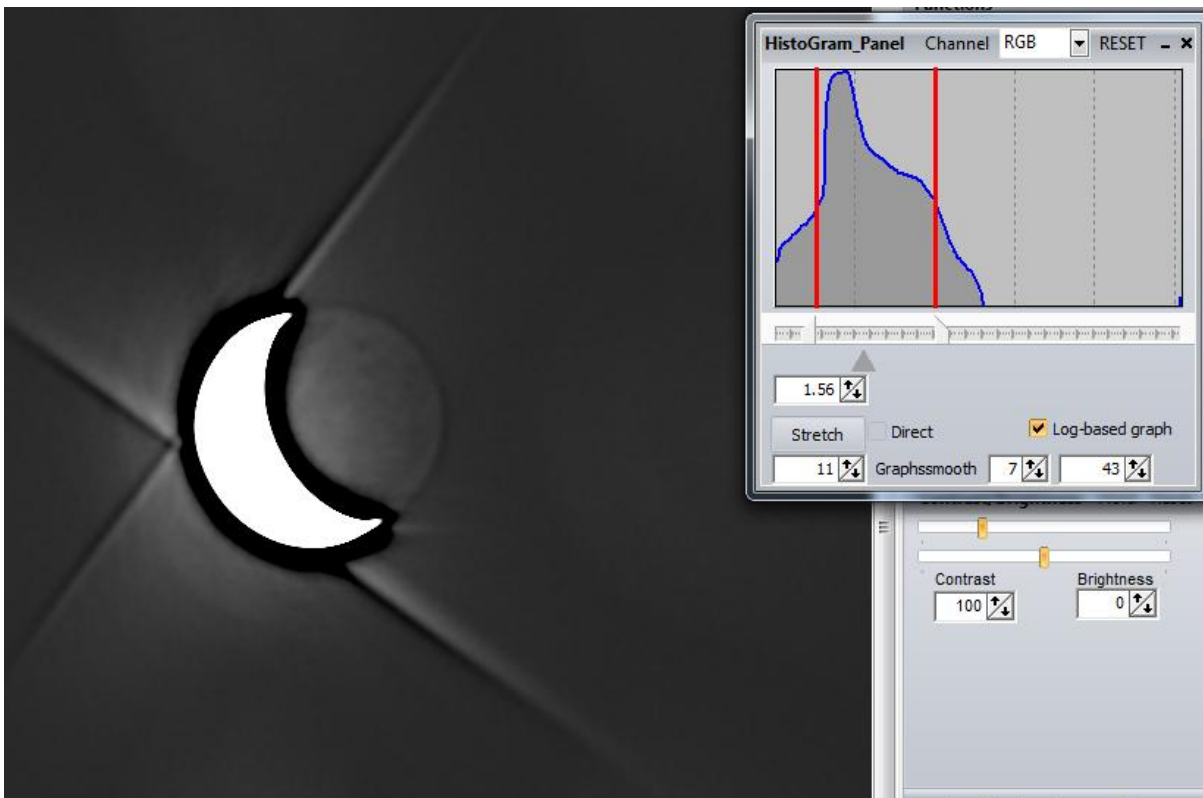 Functions
HistoGram_Panel Channel RGB RESET
1.56
Stretch Direct Log-based graph
11 Graphssmooth 7 43
Contrast Brightness
100 0